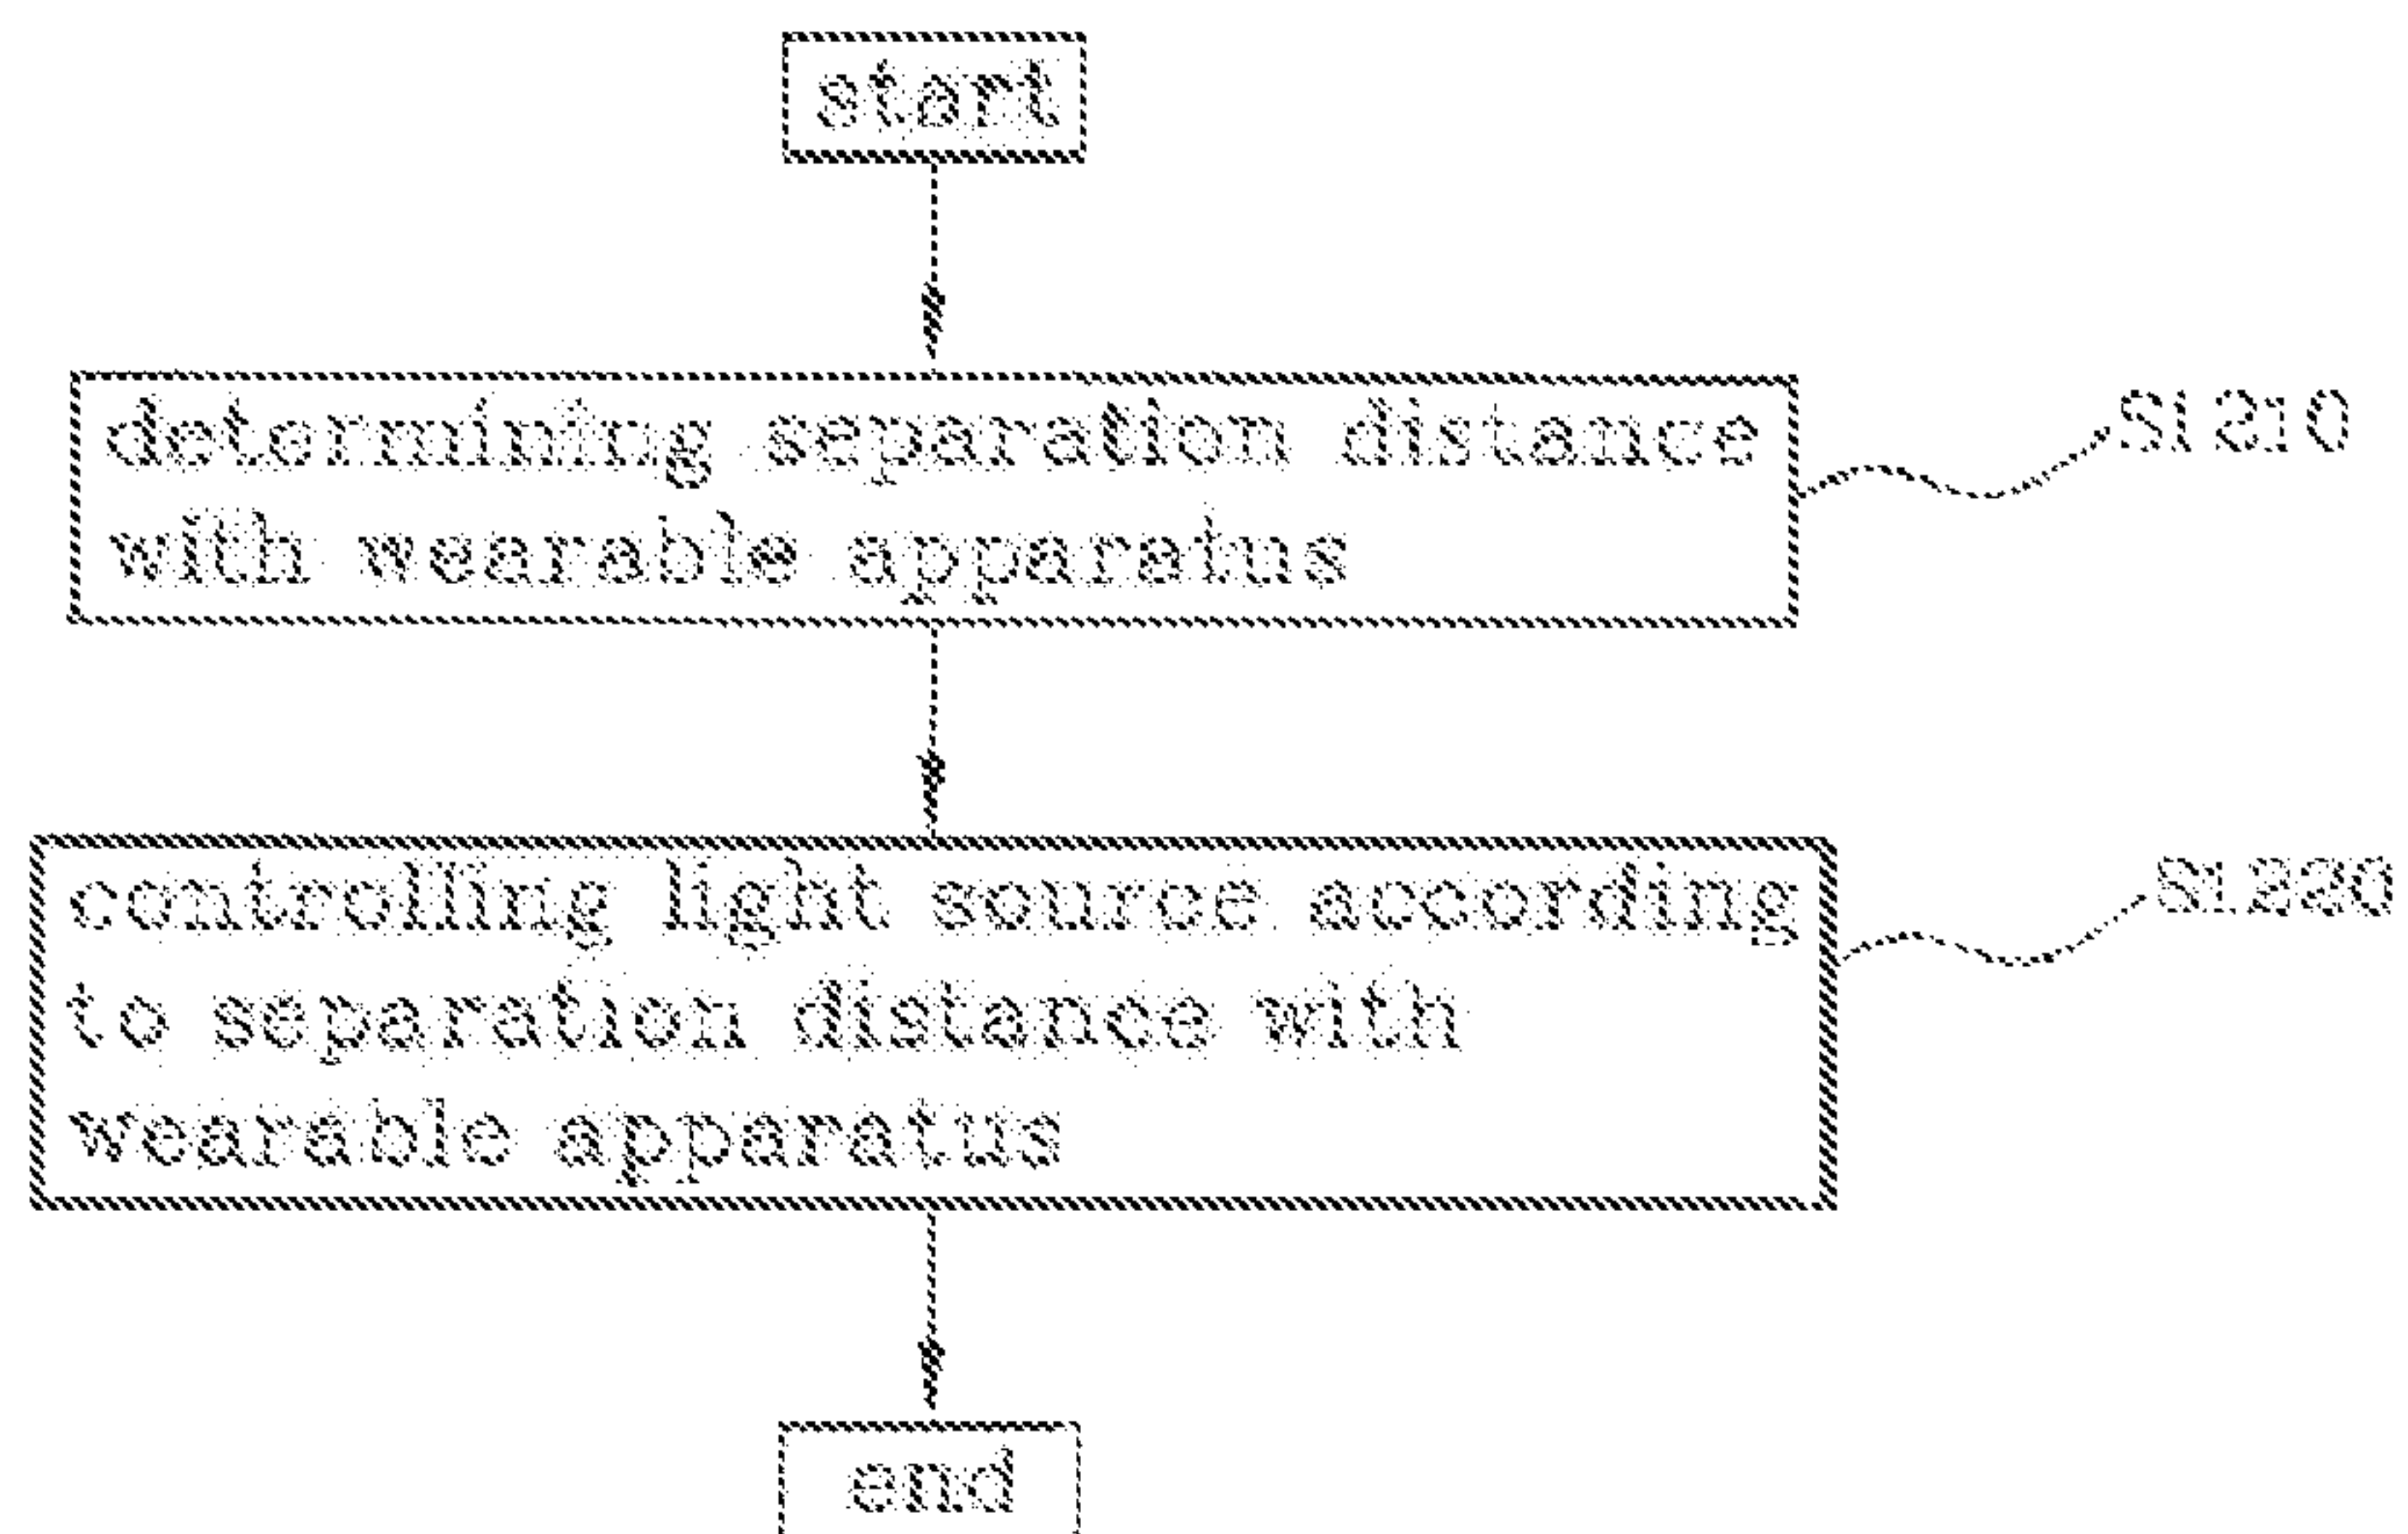 start
determining separation distance
with wearable apparatus
S1210
controlling light source according
to separation distance with
wearable apparatus
S1220
end